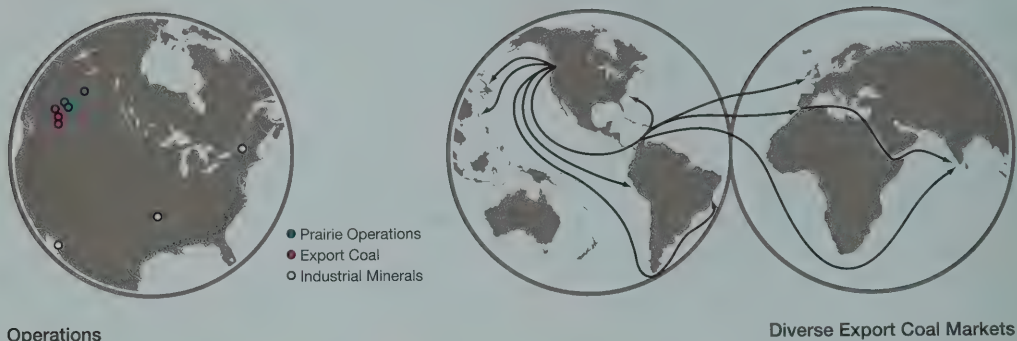 Prairie Operations
Export Coal
Industrial Minerals
Operations
Diverse Export Coal Markets